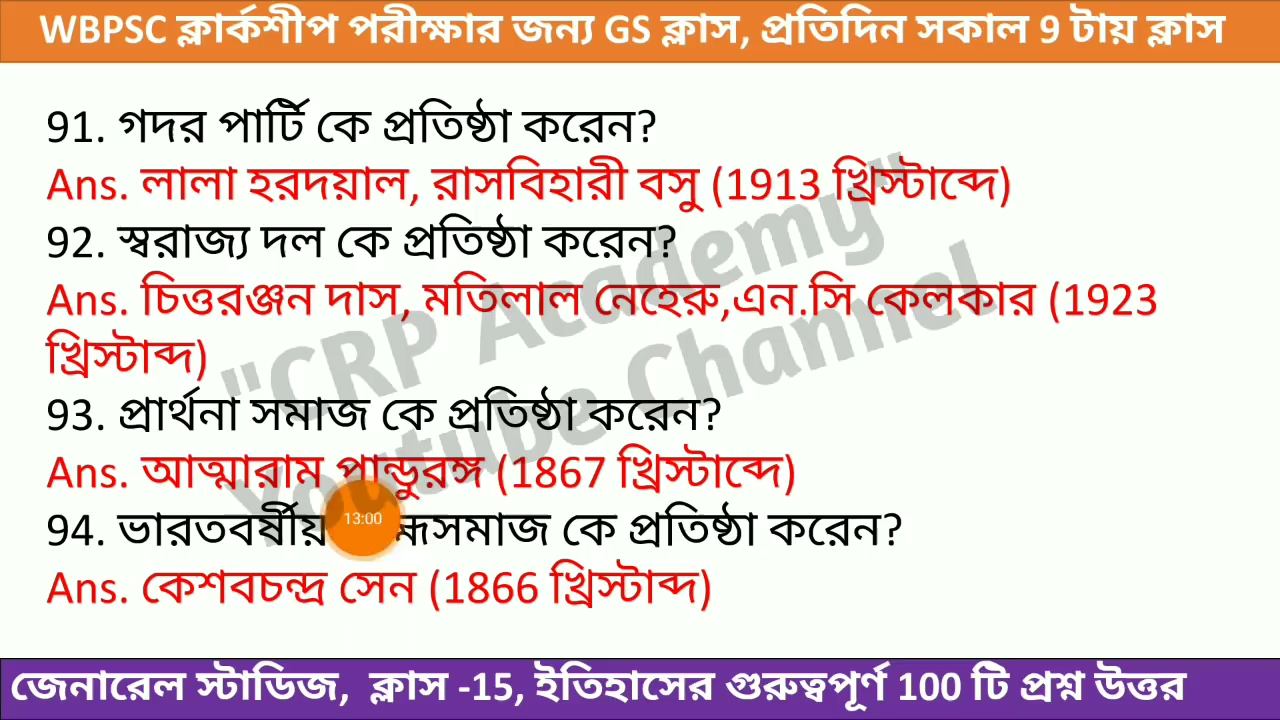 WBPSC ক্লার্কশীপ পরীক্ষার জন্য GS ক্লাস, প্রতিদিন সকাল 9 টায় ক্লাস
91. গদর পার্টি কে প্রতিষ্ঠা করেন?
Ans. লালা হরদয়াল, রাসবিহারী বসু (1913 খ্রিস্টাব্দে)
92. স্বরাজ্য দল কে প্রতিষ্ঠা করেন?
Ans. চিত্তরঞ্জন দাস, মতিলাল নেহেরু,এন.সি কেলকার (1923
খ্রিস্টাব্দ)
93. প্রার্থনা সমাজ কে প্রতিষ্ঠা করেন?
Ans. আত্মারাম পান্ডুরঙ্গ (1867 খ্রিস্টাব্দে)
94. ভারতবর্ষীয় কে প্রতিষ্ঠা করেন?
Ans. কেশবচন্দ্র সেন (1866 খ্রিস্টাব্দ)
"CRP Academy"
Youtube Channel
13:00
জেনারেল স্টাডিজ, ক্লাস -15, ইতিহাসের গুরুত্বপূর্ণ 100 টি প্রশ্ন উত্তর